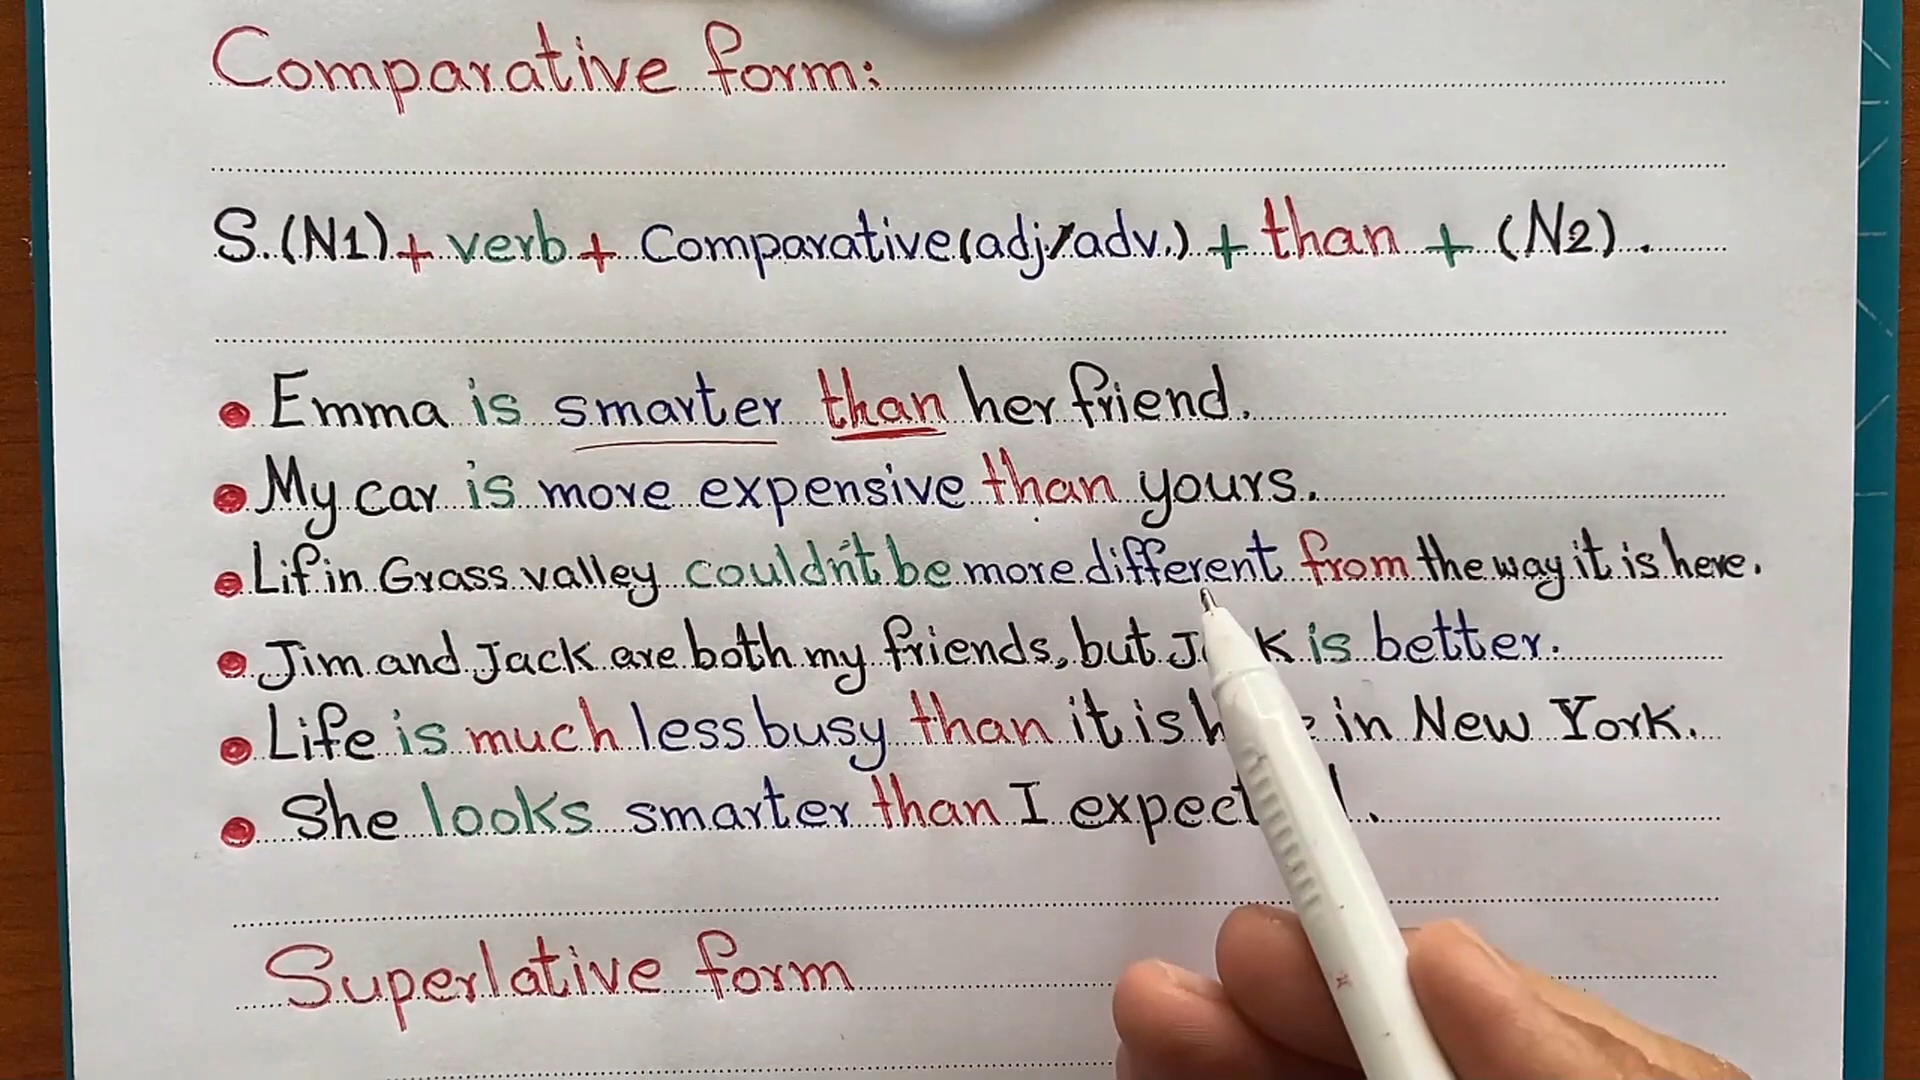 Comparative form:
S.(N1) + verb + Comparative(adj/adv.) + than + (N2).
Emma is smarter than her friend.
My car is more expensive than yours.
Lif in Grass valley couldn't be more different from the way it is here.
Jim and Jack are both my friends, but is better.
Life is much less busy than it is in New York.
She looks smarter than I
Superlative form